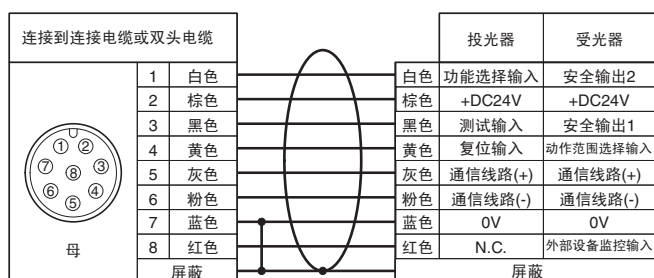 连接到连接电缆或双头电缆 投光器 受光器
1 白色 白色 功能选择输入 安全输出2
2 棕色 棕色 +DC24V +DC24V
3 黑色 黑色 测试输入 安全输出1
4 黄色 黄色 复位输入 动作范围选择输入
5 灰色 灰色 通信线路(+) 通信线路(+)
6 粉色 粉色 通信线路(-) 通信线路(-)
7 蓝色 蓝色 0V 0V
8 红色 红色 N.C. 外部设备监控输入
屏蔽 屏蔽
① ②
⑦ ⑧ ③
⑥ ⑤ ④
母